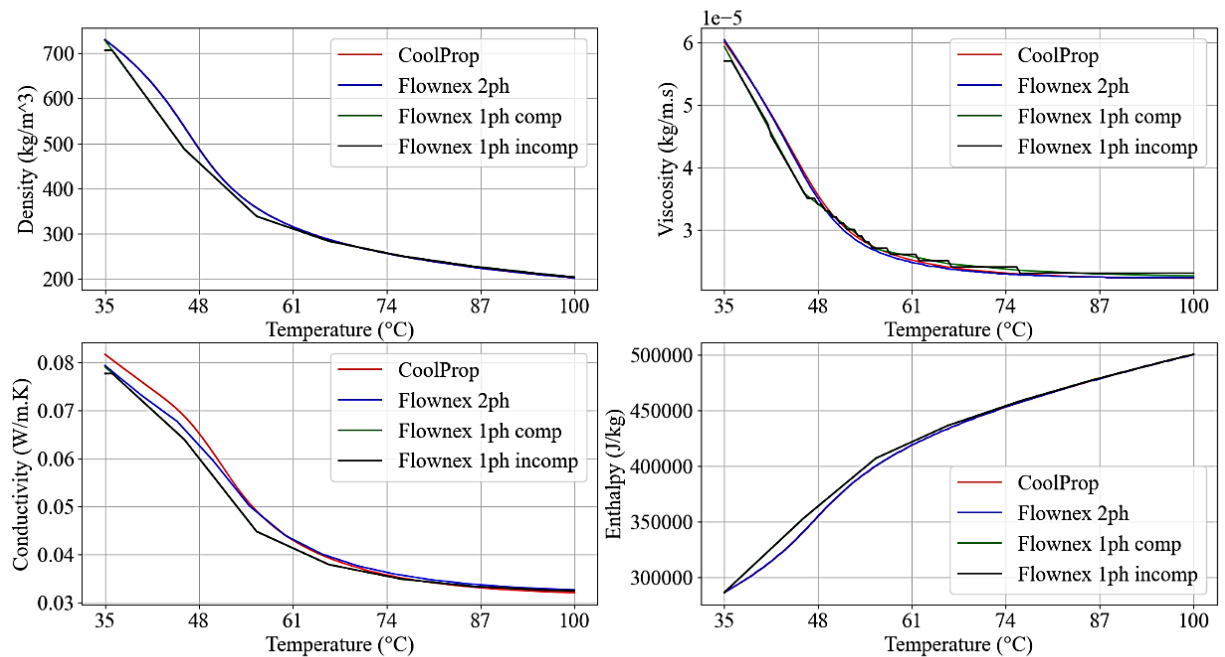 Density (kg/m^3)
700
600
500
400
300
200
CoolProp
Flownex 2ph
Flownex 1ph comp
Flownex 1ph incomp
35 48 61 74 87 100
Temperature (°C)
1e−5
Viscosity (kg/m.s)
6
5
4
3
CoolProp
Flownex 2ph
Flownex 1ph comp
Flownex 1ph incomp
35 48 61 74 87 100
Temperature (°C)
Conductivity (W/m.K)
0.08
0.07
0.06
0.05
0.04
0.03
CoolProp
Flownex 2ph
Flownex 1ph comp
Flownex 1ph incomp
35 48 61 74 87 100
Temperature (°C)
Enthalpy (J/kg)
500000
450000
400000
350000
300000
CoolProp
Flownex 2ph
Flownex 1ph comp
Flownex 1ph incomp
35 48 61 74 87 100
Temperature (°C)